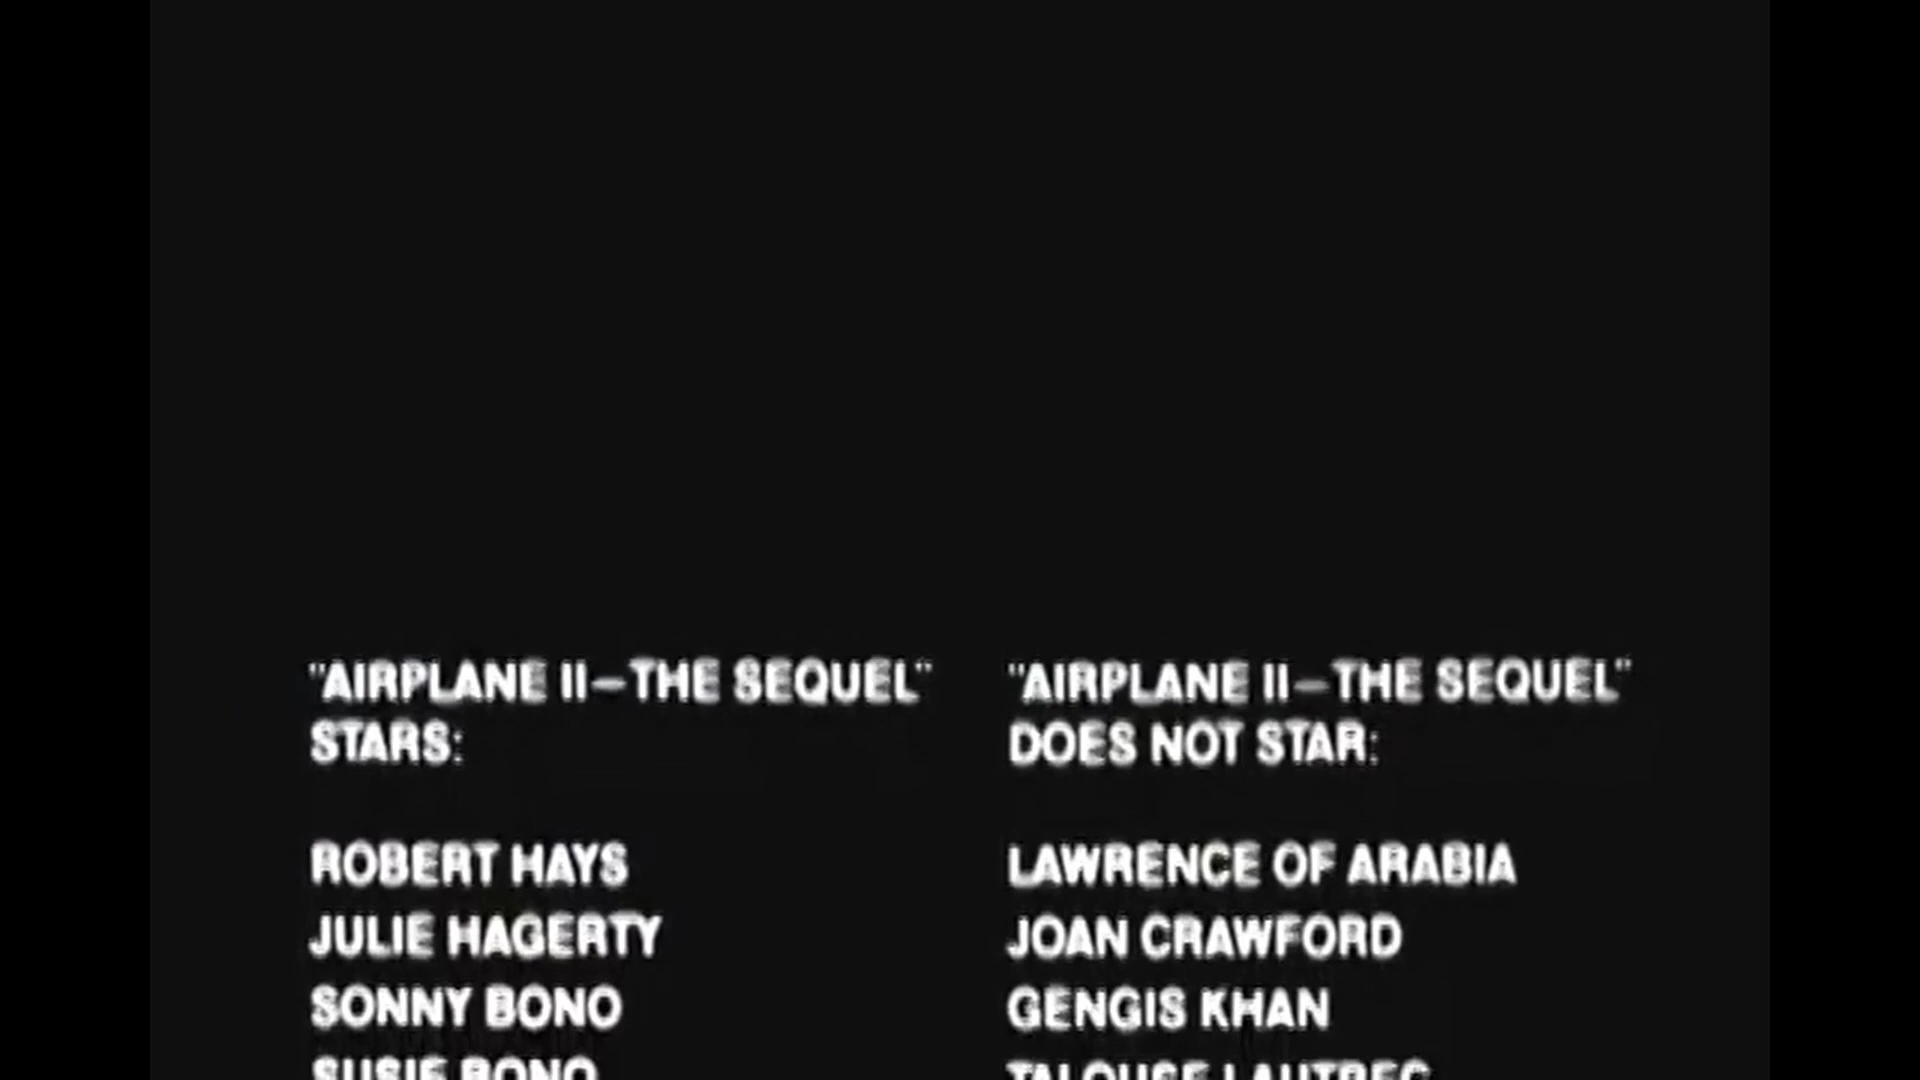 "AIRPLANE II—THE SEQUEL"
STARS:
ROBERT HAYS
JULIE HAGERTY
SONNY BONO
SUSIE BONO
"AIRPLANE II—THE SEQUEL"
DOES NOT STAR:
LAWRENCE OF ARABIA
JOAN CRAWFORD
GENGIS KHAN
TALOUSE LAUTREC